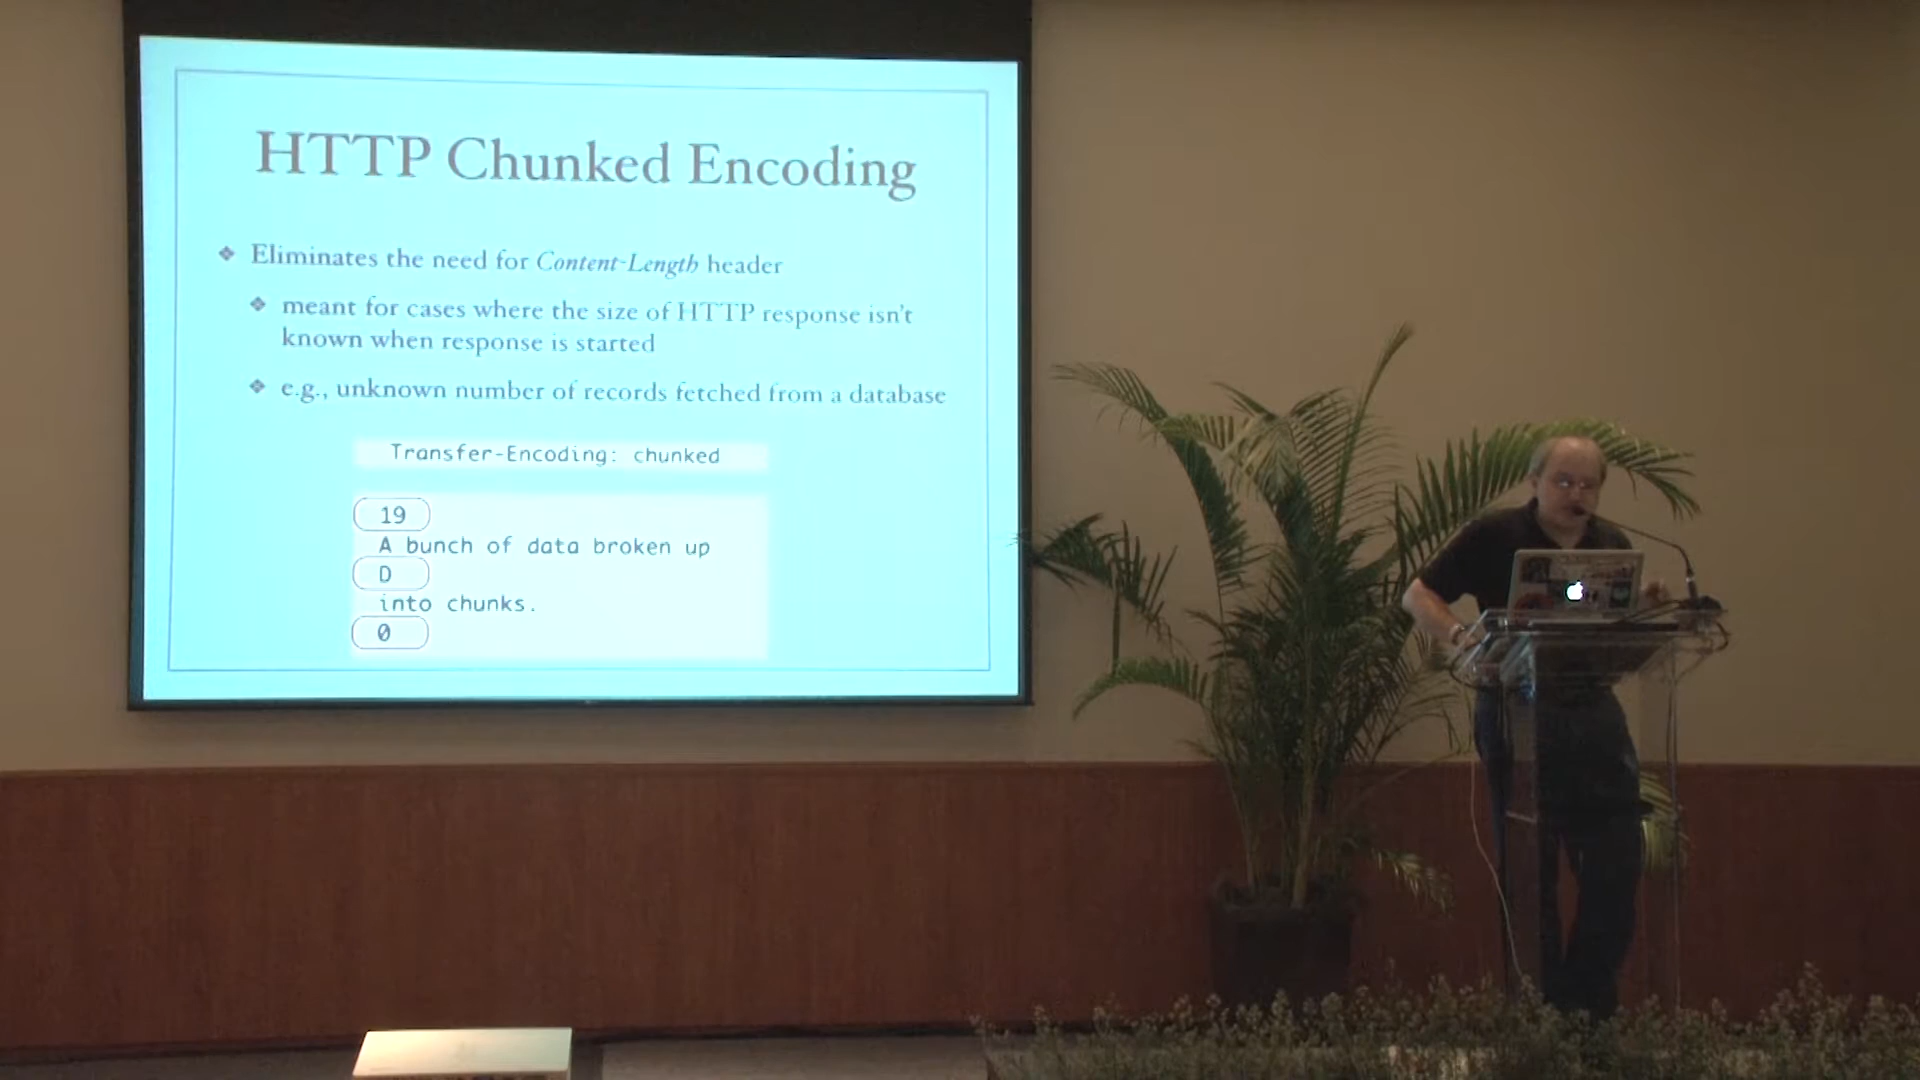 HTTP Chunked Encoding
❖ Eliminates the need for Content-Length header
❖ meant for cases where the size of HTTP response isn't
known when response is started
❖ e.g., unknown number of records fetched from a database
Transfer-Encoding: chunked
19
A bunch of data broken up
D
into chunks.
0